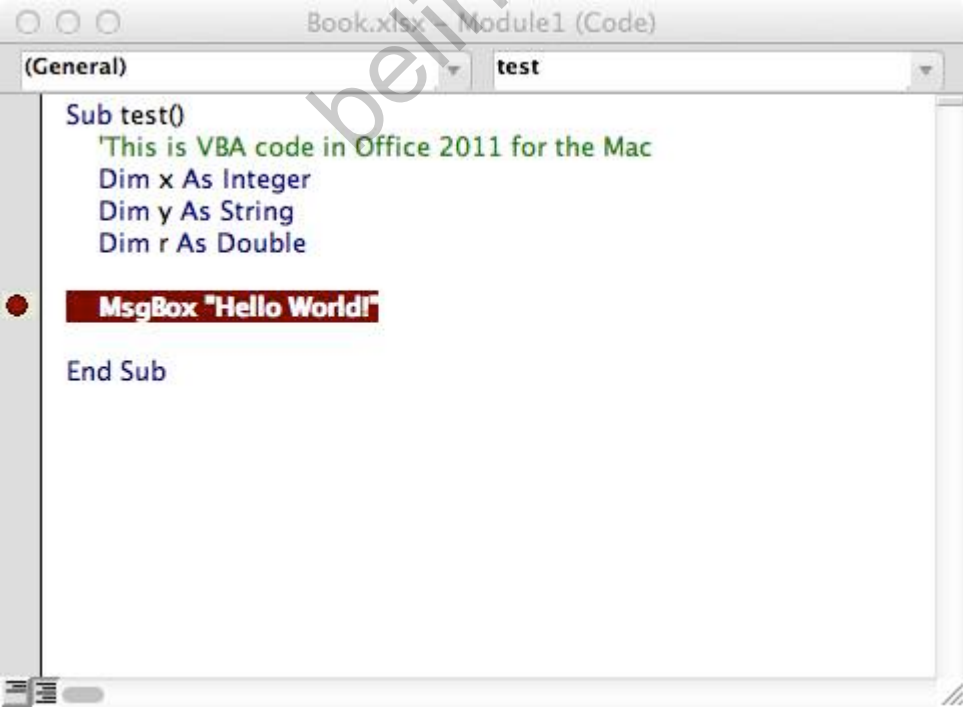 Book.xlsx – Module1 (Code)
(General) test
Sub test()
'This is VBA code in Office 2011 for the Mac
Dim x As Integer
Dim y As String
Dim r As Double
MsgBox "Hello World!"
End Sub